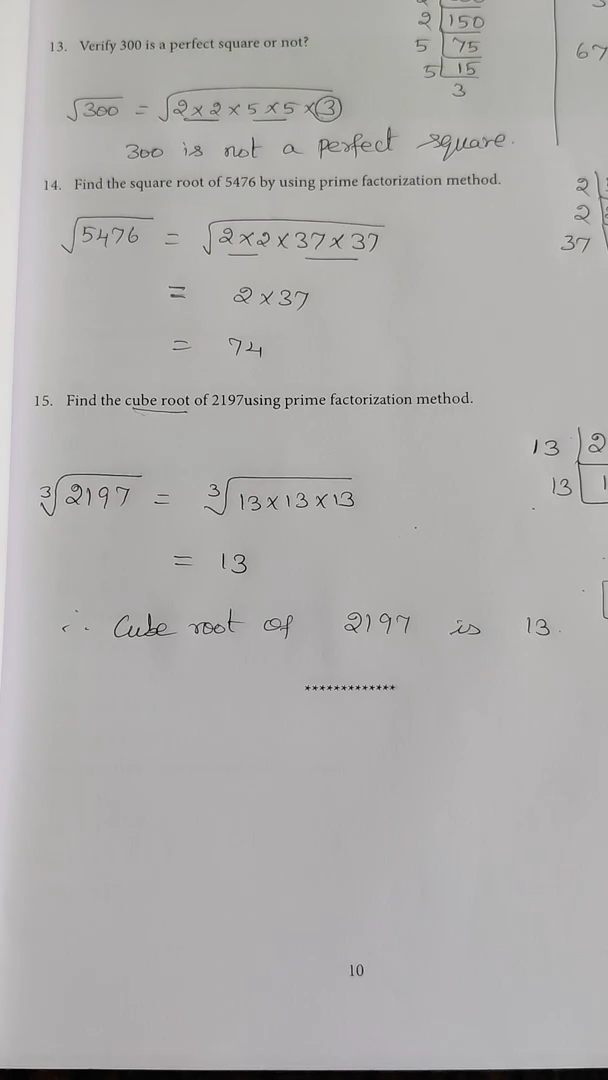 2 150
13. Verify 300 is a perfect square or not?
5 75
67
5 15
3
√300 = √2×2×5×5×3
300 is not a perfect square.
14. Find the square root of 5476 by using prime factorization method.
2
2
37
√5476 = √2×2×37×37
= 2×37
= 74
15. Find the cube root of 2197using prime factorization method.
13 2
13 1
∛2197 = ∛13×13×13
= 13
∴ Cube root of 2197 is 13.
*************
10